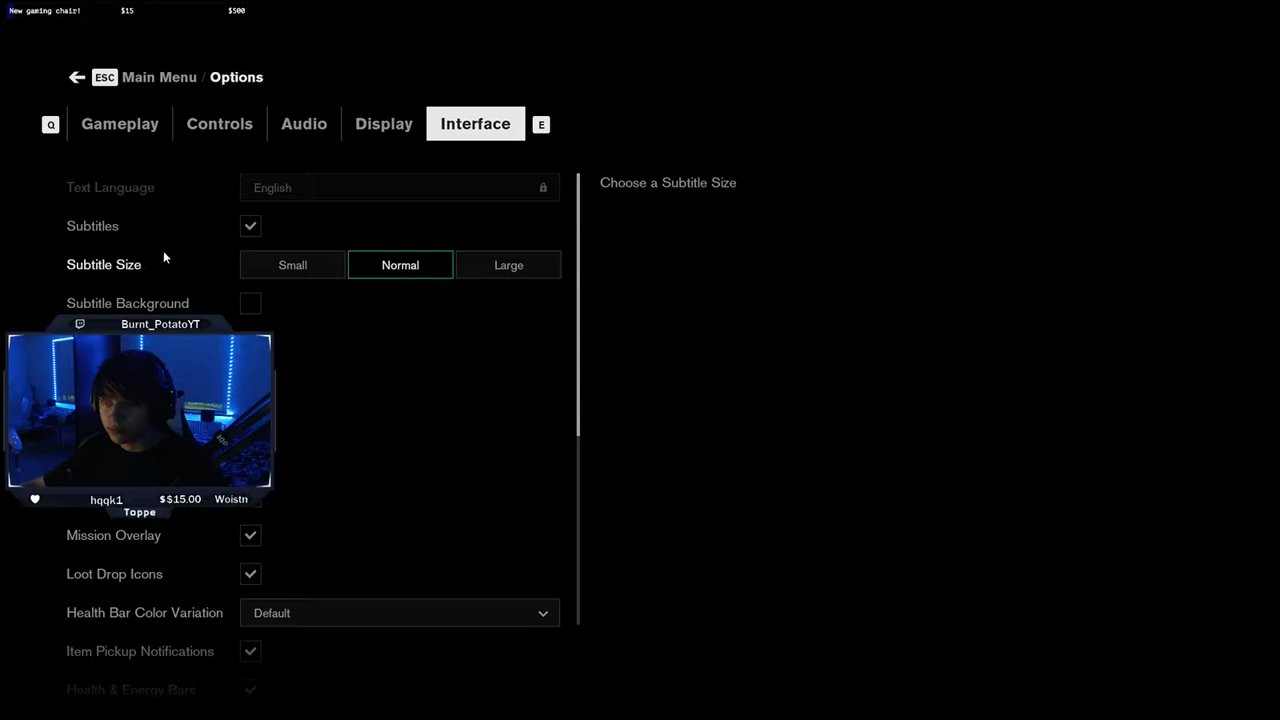 New gaming chair! $15 $500
ESC Main Menu / Options
Q Gameplay Controls Audio Display Interface E
Text Language English
Choose a Subtitle Size
Subtitles
Subtitle Size Small Normal Large
Subtitle Background
Burnt_PotatoYT
hqqk1 $$15.00 Woistn
Toppe
Mission Overlay
Loot Drop Icons
Health Bar Color Variation Default
Item Pickup Notifications
Health & Energy Bars